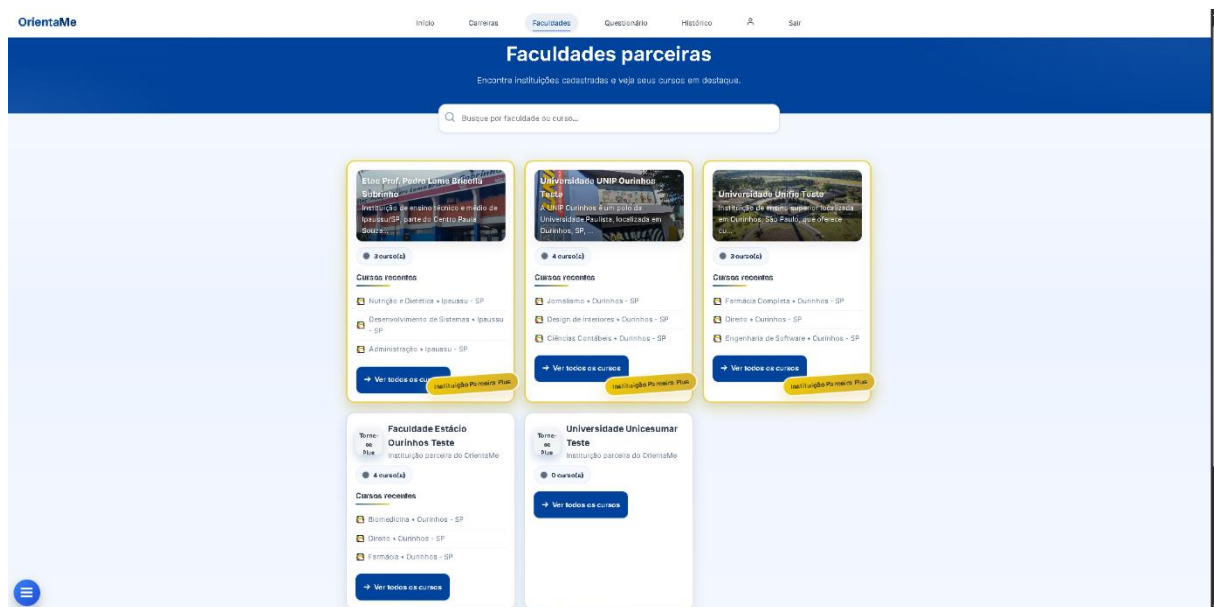 OrientaMe
Início Carreiras Faculdades Questionário Histórico Sair
Faculdades parceiras
Encontre instituições cadastradas e veja seus cursos em destaque.
Busque por faculdade ou curso...
Etec Prof. Pedro Leme Brisolla
Sobrinho
Instituição de ensino técnico e médio de
Ipaussu/SP, parte do Centro Paula
Souza...
3 curso(s)
Cursos recentes
Nutrição e Dietética • Ipaussu - SP
Desenvolvimento de Sistemas • Ipaussu
- SP
Administração • Ipaussu - SP
→ Ver todos os cu
Instituição Parceira Plus
Universidade UNIP Ourinhos
Teste
A UNIP Ourinhos é um polo da
Universidade Paulista, localizada em
Ourinhos, SP, ...
4 curso(s)
Cursos recentes
Jornalismo • Ourinhos - SP
Design de Interiores • Ourinhos - SP
Ciências Contábeis • Ourinhos - SP
→ Ver todos os cursos
Instituição Parceira Plus
Universidade Unifio Teste
Instituição de ensino superior localizada
em Ourinhos, São Paulo, que oferece
cu...
3 curso(s)
Cursos recentes
Farmácia Completa • Ourinhos - SP
Direito • Ourinhos - SP
Engenharia de Software • Ourinhos - SP
→ Ver todos os cursos
Instituição Parceira Plus
Torne-
se
Plus
Faculdade Estácio
Ourinhos Teste
Instituição parceira do OrientaMe
4 curso(s)
Cursos recentes
Biomedicina • Ourinhos - SP
Direito • Ourinhos - SP
Farmácia • Ourinhos - SP
→ Ver todos os cursos
Torne-
se
Plus
Universidade Unicesumar
Teste
Instituição parceira do OrientaMe
0 curso(s)
→ Ver todos os cursos